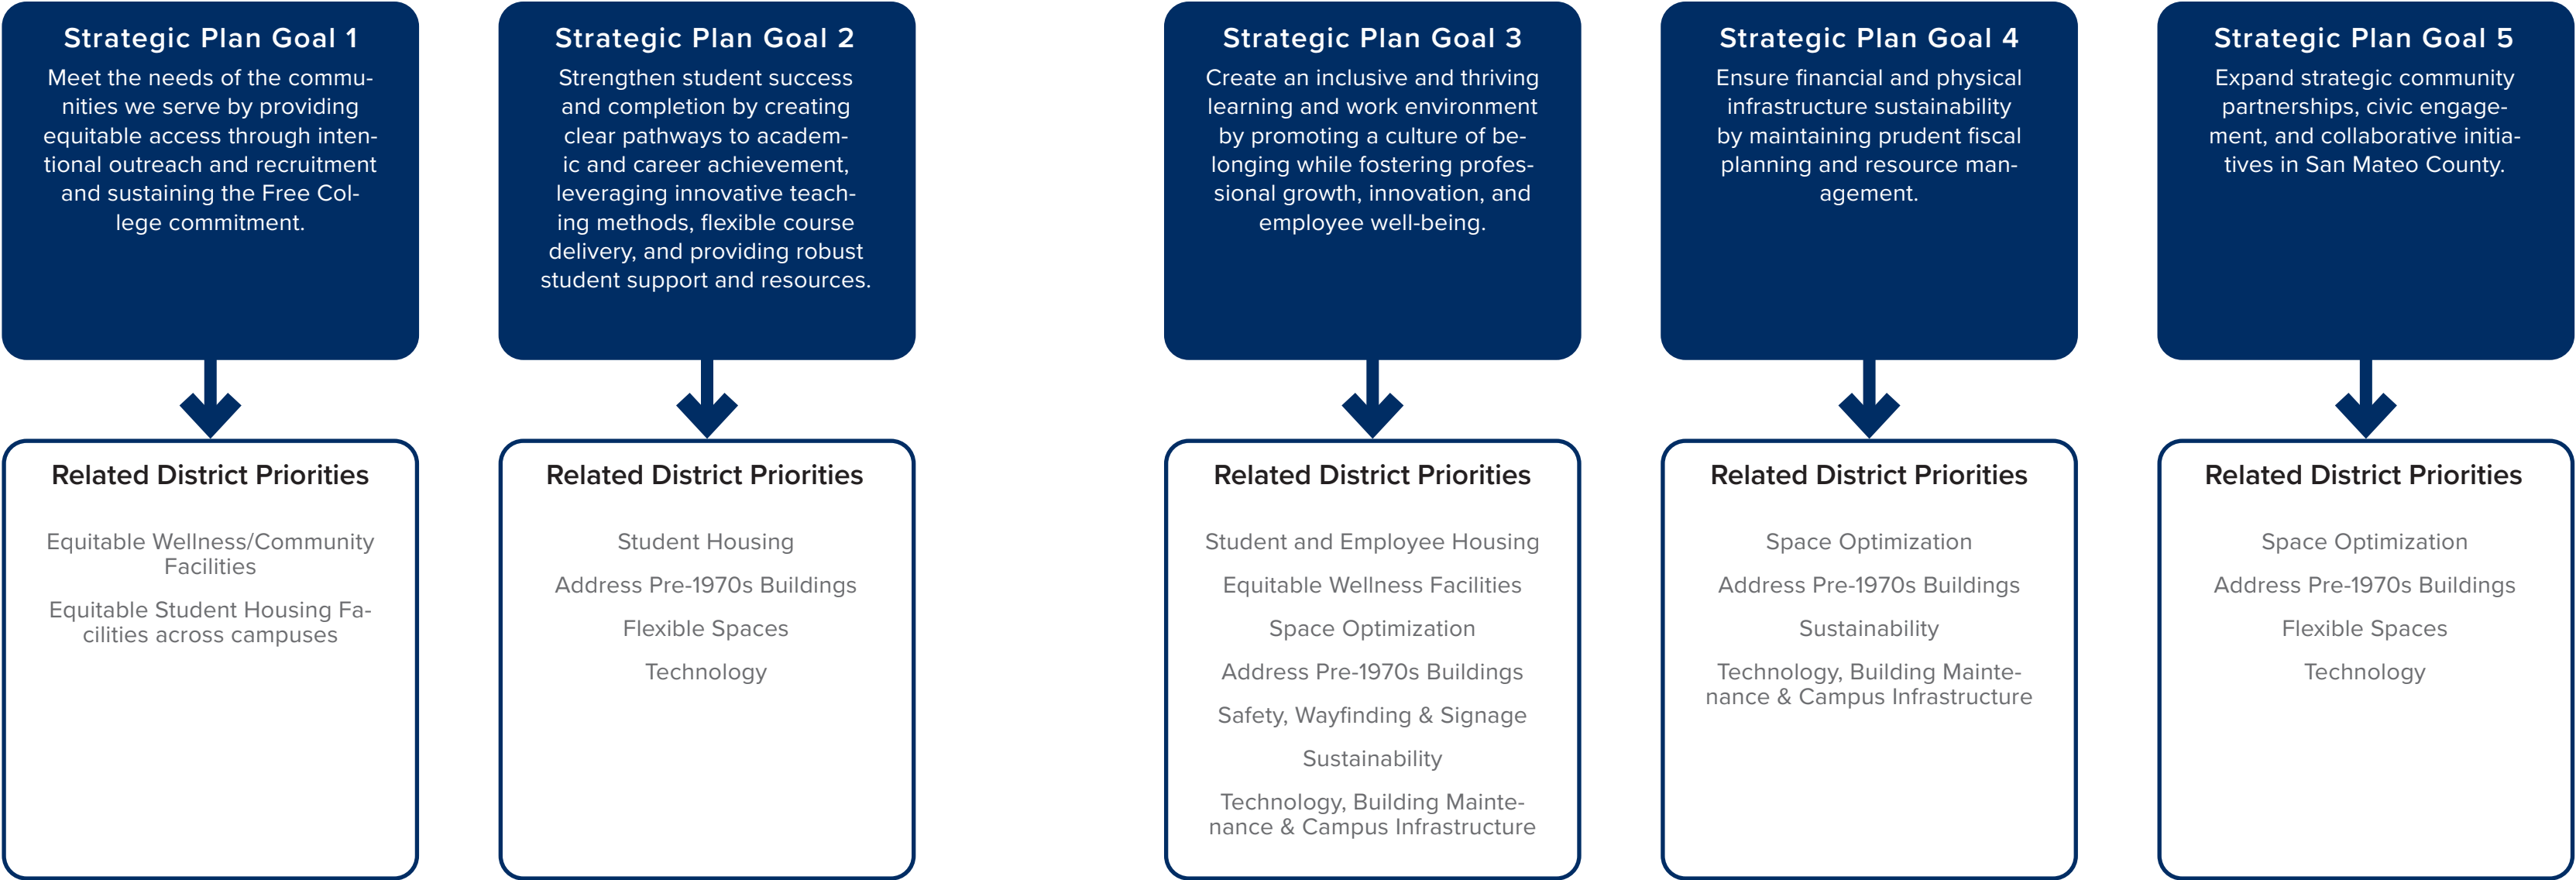 Strategic Plan Goal 1
Meet the needs of the commu-
nities we serve by providing
equitable access through inten-
tional outreach and recruitment
and sustaining the Free Col-
lege commitment.
Related District Priorities
Equitable Wellness/Community
Facilities
Equitable Student Housing Fa-
cilities across campuses
Strategic Plan Goal 2
Strengthen student success
and completion by creating
clear pathways to academ-
ic and career achievement,
leveraging innovative teach-
ing methods, flexible course
delivery, and providing robust
student support and resources.
Related District Priorities
Student Housing
Address Pre-1970s Buildings
Flexible Spaces
Technology
Strategic Plan Goal 3
Create an inclusive and thriving
learning and work environment
by promoting a culture of be-
longing while fostering profes-
sional growth, innovation, and
employee well-being.
Related District Priorities
Student and Employee Housing
Equitable Wellness Facilities
Space Optimization
Address Pre-1970s Buildings
Safety, Wayfinding & Signage
Sustainability
Technology, Building Mainte-
nance & Campus Infrastructure
Strategic Plan Goal 4
Ensure financial and physical
infrastructure sustainability
by maintaining prudent fiscal
planning and resource man-
agement.
Related District Priorities
Space Optimization
Address Pre-1970s Buildings
Sustainability
Technology, Building Mainte-
nance & Campus Infrastructure
Strategic Plan Goal 5
Expand strategic community
partnerships, civic engage-
ment, and collaborative initia-
tives in San Mateo County.
Related District Priorities
Space Optimization
Address Pre-1970s Buildings
Flexible Spaces
Technology